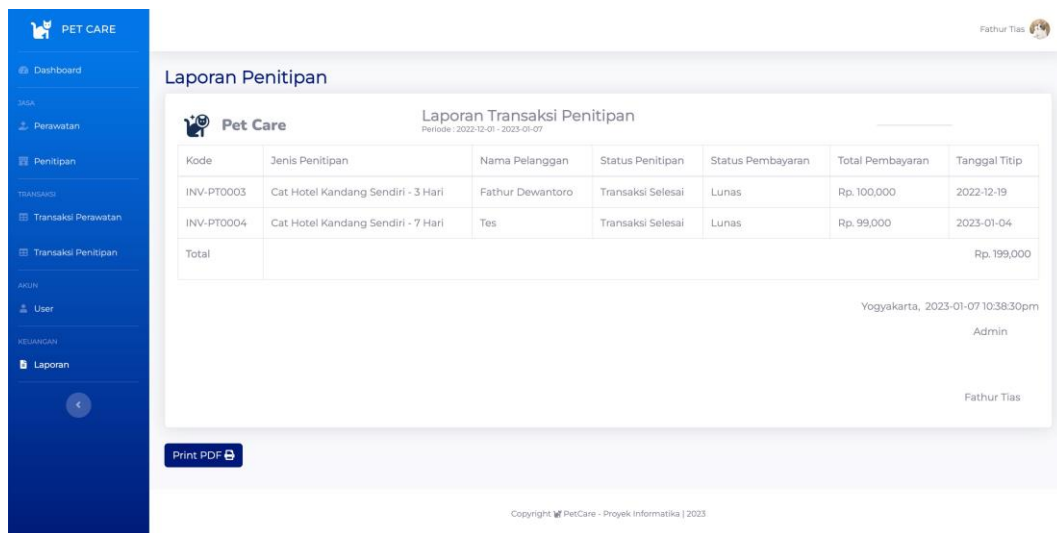 PET CARE
Fathur Tias
Dashboard
JASA
Perawatan
Penitipan
TRANSAKSI
Transaksi Perawatan
Transaksi Penitipan
AKUN
User
KEUANGAN
Laporan
Laporan Penitipan
Pet Care
Laporan Transaksi Penitipan
Periode : 2022-12-01 - 2023-01-07
Kode Jenis Penitipan Nama Pelanggan Status Penitipan Status Pembayaran Total Pembayaran Tanggal Titip
INV-PT0003 Cat Hotel Kandang Sendiri - 3 Hari Fathur Dewantoro Transaksi Selesai Lunas Rp. 100,000 2022-12-19
INV-PT0004 Cat Hotel Kandang Sendiri - 7 Hari Tes Transaksi Selesai Lunas Rp. 99,000 2023-01-04
Total Rp. 199,000
Yogyakarta, 2023-01-07 10:38:30pm
Admin
Fathur Tias
Print PDF
Copyright PetCare - Proyek Informatika | 2023